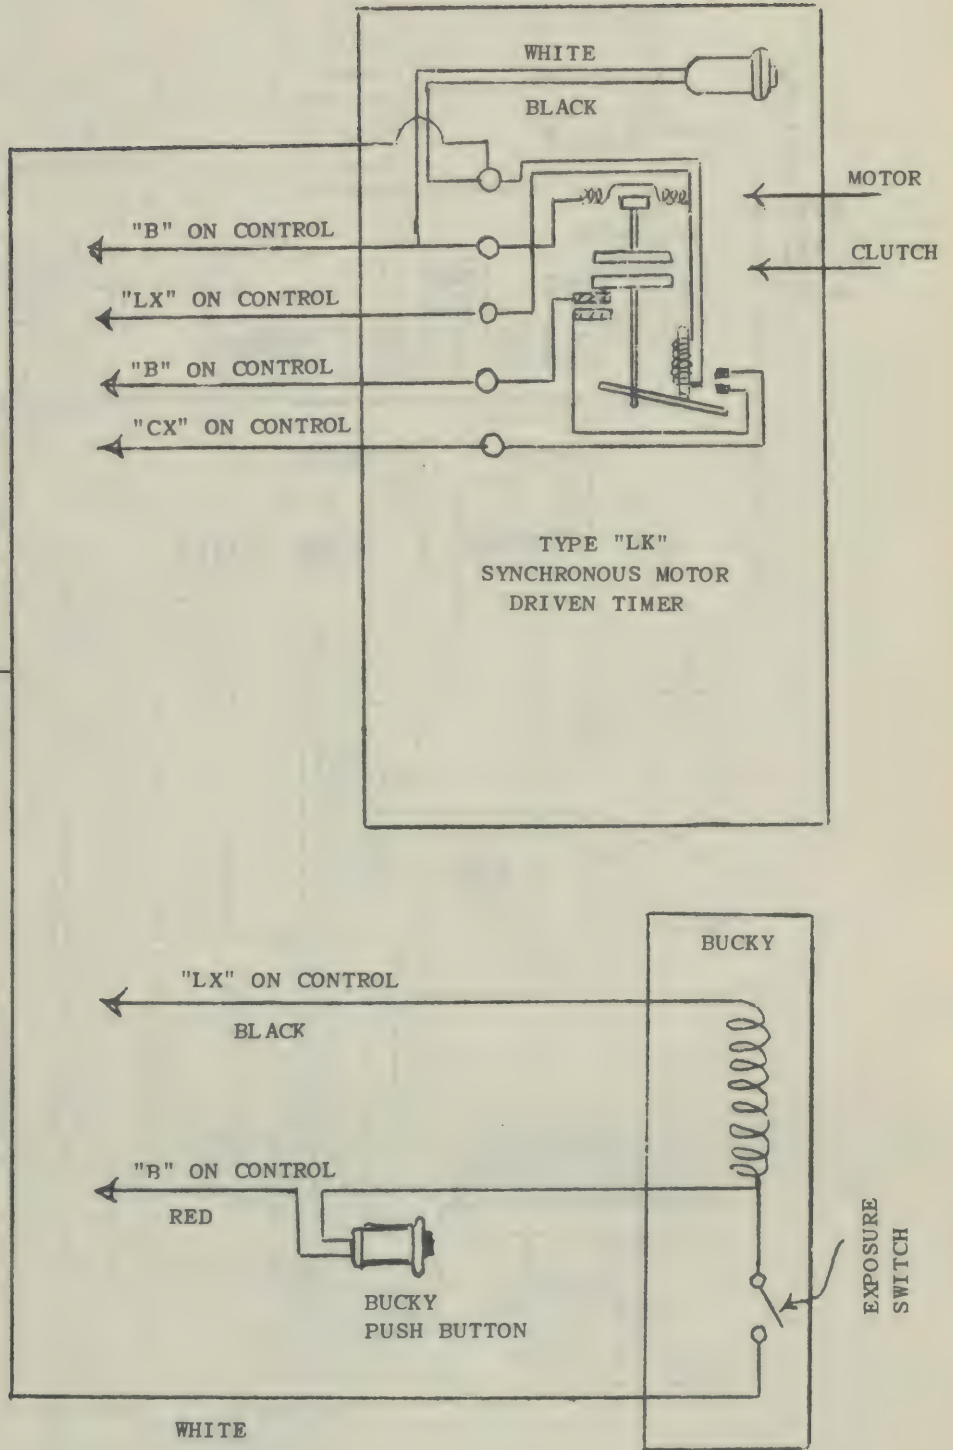 WHITE
BLACK
MOTOR
"B" ON CONTROL
CLUTCH
"LX" ON CONTROL
"B" ON CONTROL
"CX" ON CONTROL
TYPE "LK"
SYNCHRONOUS MOTOR
DRIVEN TIMER
BUCKY
"LX" ON CONTROL
BLACK
"B" ON CONTROL
RED
EXPOSURE
SWITCH
BUCKY
PUSH BUTTON
WHITE